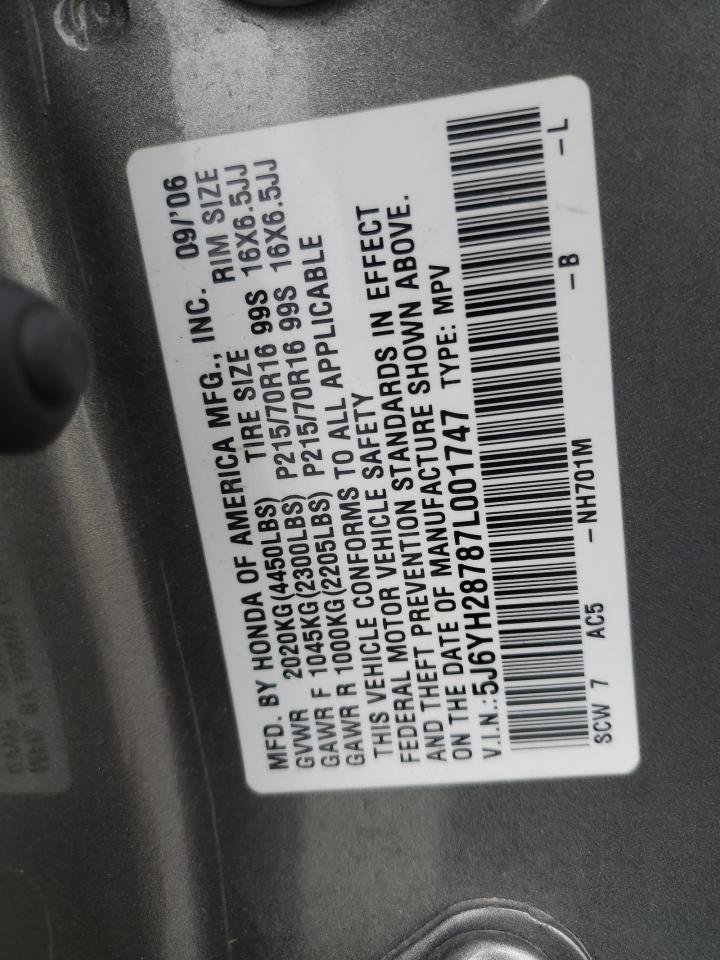 MFD. BY HONDA OF AMERICA MFG., INC. 09/'06
GVWR 2020KG(4450LBS) TIRE SIZE RIM SIZE
GAWR F 1045KG(2300LBS) P215/70R16 99S 16X6.5JJ
GAWR R 1000KG(2205LBS) P215/70R16 99S 16X6.5JJ
THIS VEHICLE CONFORMS TO ALL APPLICABLE
FEDERAL MOTOR VEHICLE SAFETY
AND THEFT PREVENTION STANDARDS IN EFFECT
ON THE DATE OF MANUFACTURE SHOWN ABOVE.
V.I.N.:5J6YH28787L001747 TYPE: MPV
SCW 7 AC5 -NH701M -B -L